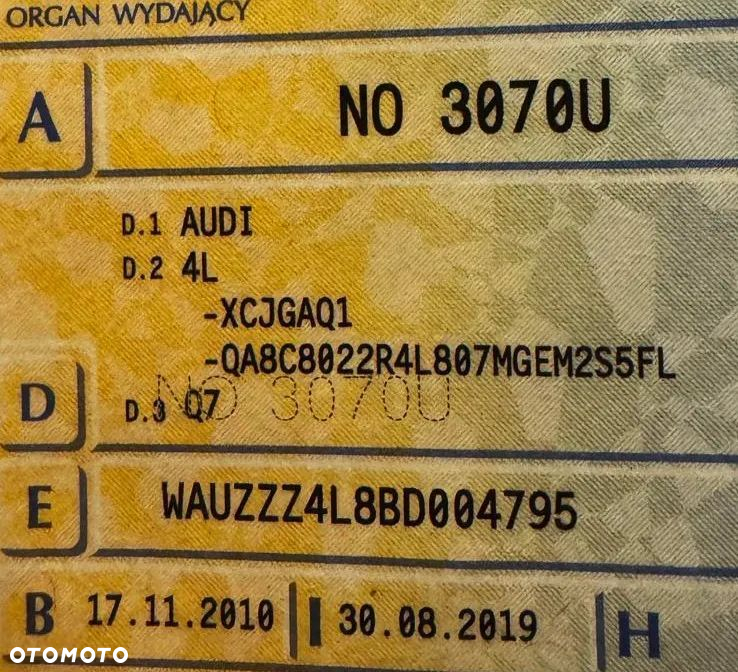 ORGAN WYDAJĄCY
A NO 3070U
D.1 AUDI
D.2 4L
-XCJGAQ1
-QA8C8022R4L807MGEM2S5FL
NO 3070U
D D.3 Q7
E WAUZZZ4L8BD004795
B 17.11.2010 I 30.08.2019 H
OTOMOTO